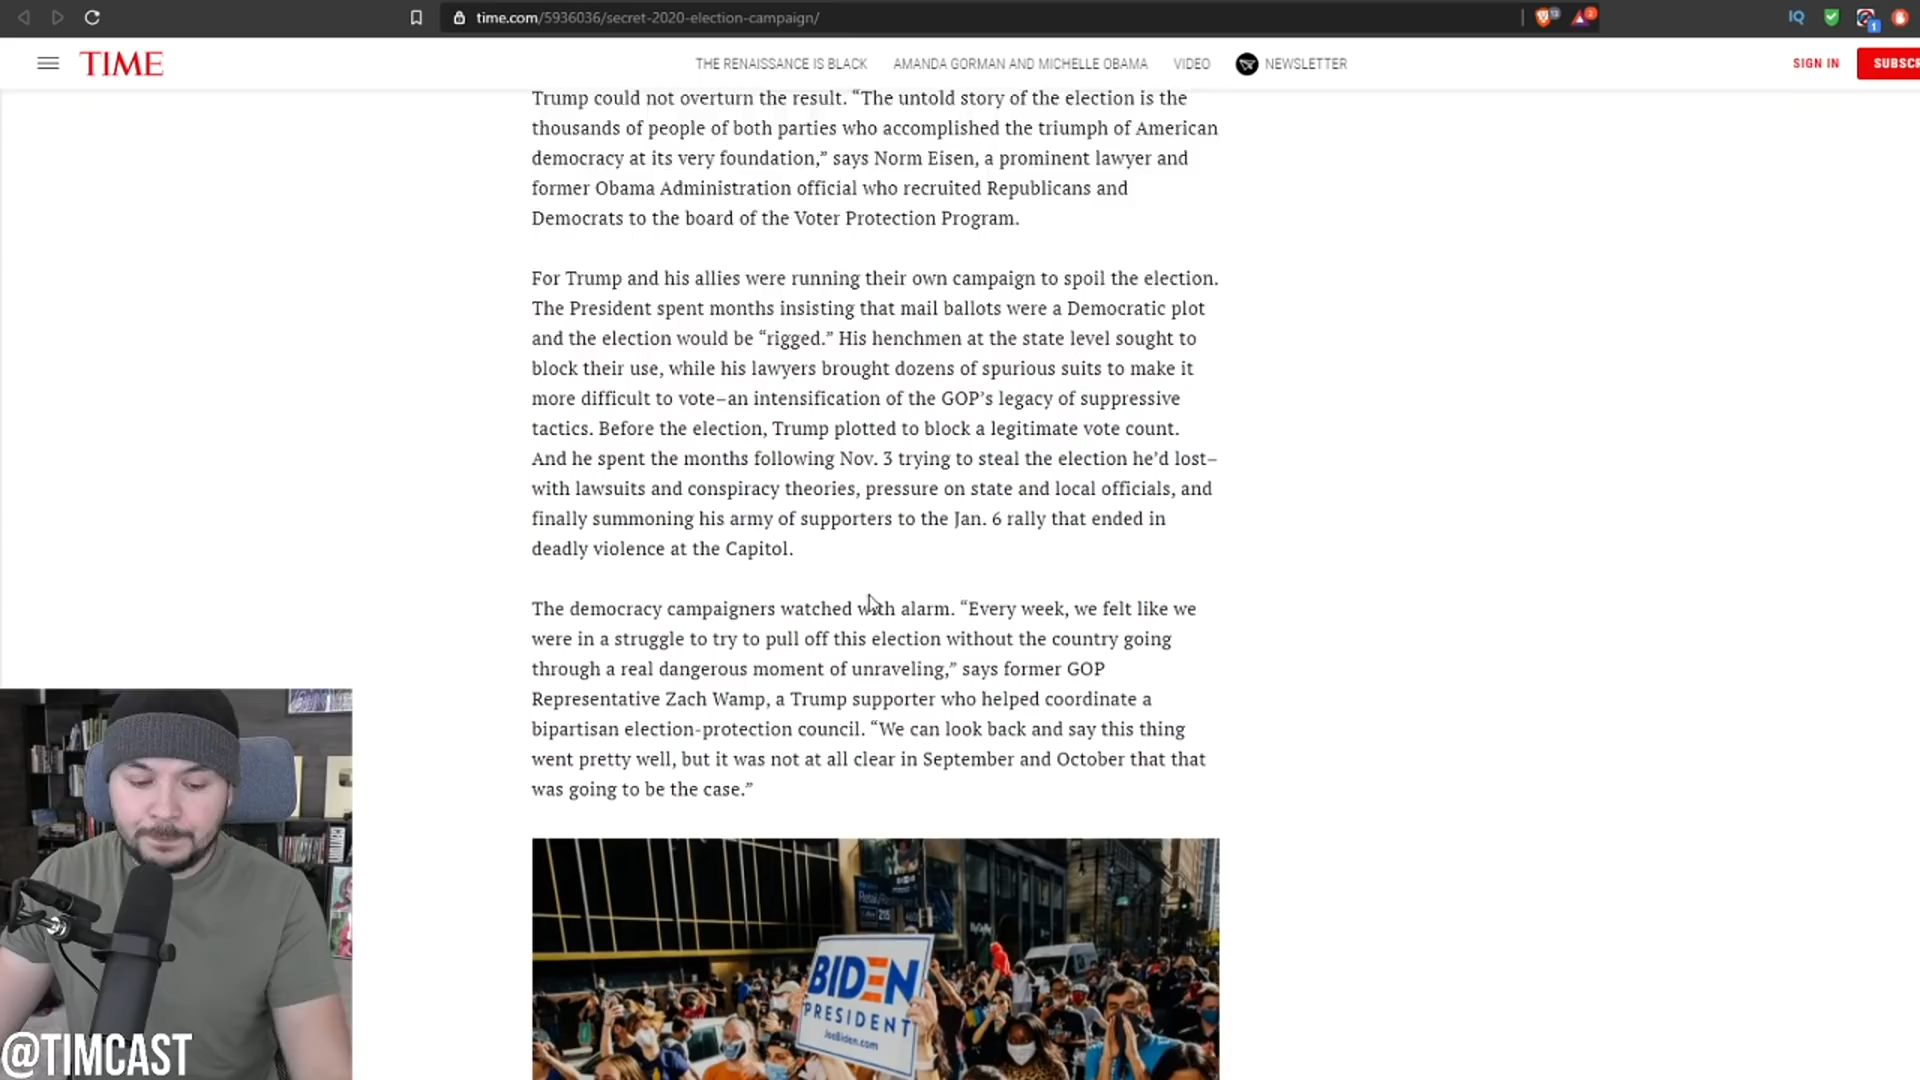 time.com/5936036/secret-2020-election-campaign/
13
2
IQ
1
TIME
THE RENAISSANCE IS BLACK
AMANDA GORMAN AND MICHELLE OBAMA
VIDEO
NEWSLETTER
SIGN IN
SUBSCR
Trump could not overturn the result. “The untold story of the election is the
thousands of people of both parties who accomplished the triumph of American
democracy at its very foundation,” says Norm Eisen, a prominent lawyer and
former Obama Administration official who recruited Republicans and
Democrats to the board of the Voter Protection Program.
For Trump and his allies were running their own campaign to spoil the election.
The President spent months insisting that mail ballots were a Democratic plot
and the election would be “rigged.” His henchmen at the state level sought to
block their use, while his lawyers brought dozens of spurious suits to make it
more difficult to vote–an intensification of the GOP’s legacy of suppressive
tactics. Before the election, Trump plotted to block a legitimate vote count.
And he spent the months following Nov. 3 trying to steal the election he’d lost–
with lawsuits and conspiracy theories, pressure on state and local officials, and
finally summoning his army of supporters to the Jan. 6 rally that ended in
deadly violence at the Capitol.
The democracy campaigners watched with alarm. “Every week, we felt like we
were in a struggle to try to pull off this election without the country going
through a real dangerous moment of unraveling,” says former GOP
Representative Zach Wamp, a Trump supporter who helped coordinate a
bipartisan election-protection council. “We can look back and say this thing
went pretty well, but it was not at all clear in September and October that that
was going to be the case.”
215
BIDEN
PRESIDENT
JoeBiden.com
@TIMCAST